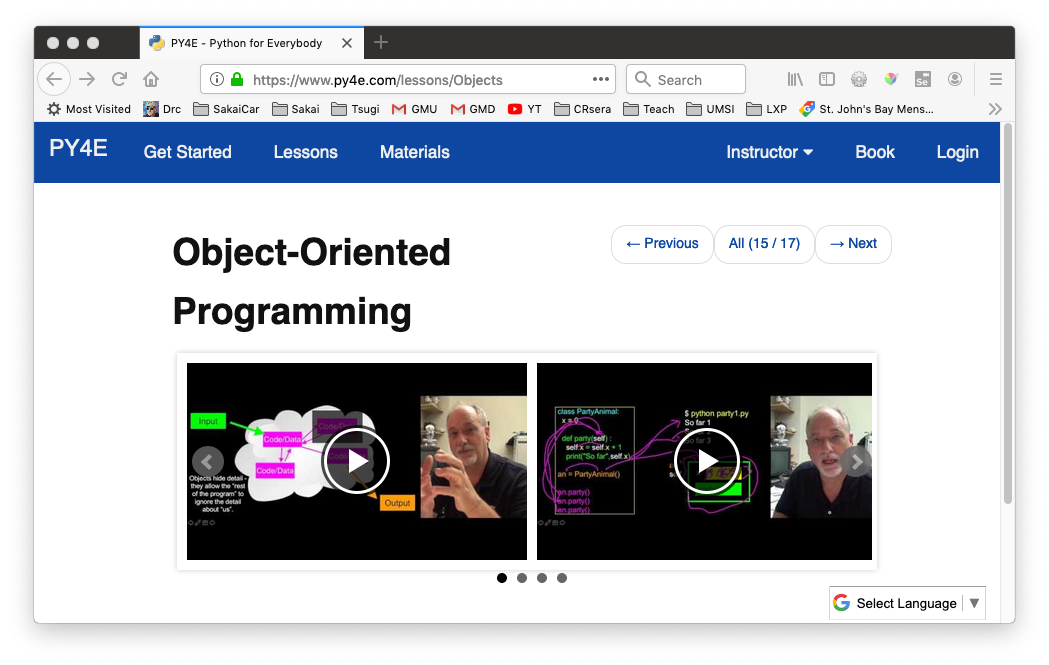 PY4E - Python for Everybody
https://www.py4e.com/lessons/Objects
Search
Most Visited Drc SakaiCar Sakai Tsugi GMU GMD YT CRsera Teach UMSI LXP St. John's Bay Mens...
PY4E Get Started Lessons Materials Instructor Book Login
Object-Oriented
Programming
← Previous All (15 / 17) → Next
Input
Code/Data
Code/Data
Code/Data
Objects hide detail -
they allow the "rest
of the program" to
ignore the detail
about "us".
Output
class PartyAnimal:
x = 0
def party(self) :
self.x = self.x + 1
print("So far",self.x)
an = PartyAnimal()
an.party()
an.party()
an.party()
$ python party1.py
So far 1
So far 3
Select Language